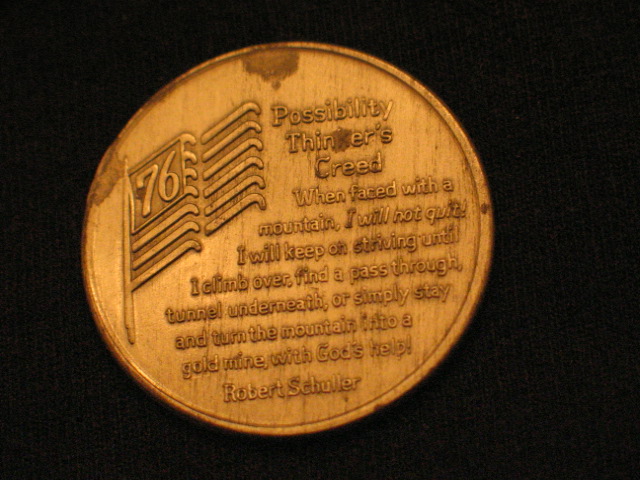 76
Possibility
Thinker's
Creed
When faced with a
mountain, I will not quit!
I will keep on striving until
I climb over, find a pass through,
tunnel underneath, or simply stay
and turn the mountain into a
gold mine, with God's help!
Robert Schuller